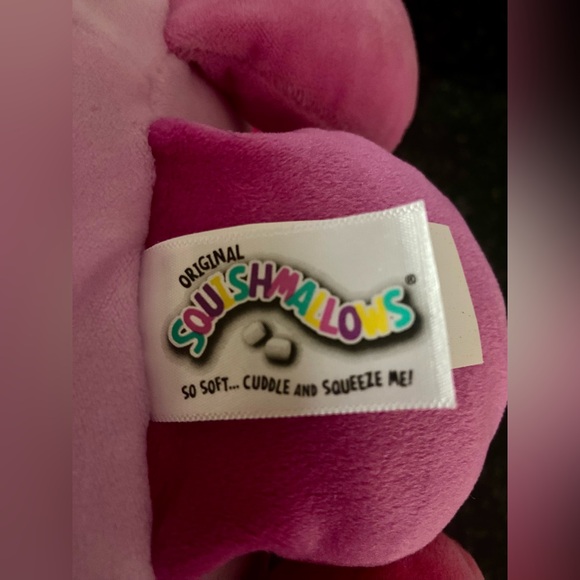 ORIGINAL
SQUISHMALLOWS®
SO SOFT... CUDDLE AND SQUEEZE ME!